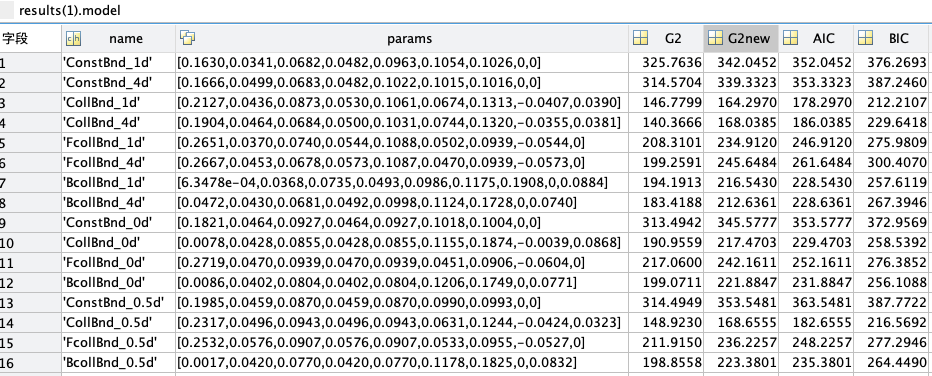 results(1).model
字段 name params G2 G2new AIC BIC
1 'ConstBnd_1d' [0.1630,0.0341,0.0682,0.0482,0.0963,0.1054,0.1026,0,0] 325.7636 342.0452 352.0452 376.2693
2 'ConstBnd_4d' [0.1666,0.0499,0.0683,0.0482,0.1022,0.1015,0.1016,0,0] 314.5704 339.3323 353.3323 387.2460
3 'CollBnd_1d' [0.2127,0.0436,0.0873,0.0530,0.1061,0.0674,0.1313,-0.0407,0.0390] 146.7799 164.2970 178.2970 212.2107
4 'CollBnd_4d' [0.1904,0.0464,0.0684,0.0500,0.1031,0.0744,0.1320,-0.0355,0.0381] 140.3666 168.0385 186.0385 229.6418
5 'FcollBnd_1d' [0.2651,0.0370,0.0740,0.0544,0.1088,0.0502,0.0939,-0.0544,0] 208.3101 234.9120 246.9120 275.9809
6 'FcollBnd_4d' [0.2667,0.0453,0.0678,0.0573,0.1087,0.0470,0.0939,-0.0573,0] 199.2591 245.6484 261.6484 300.4070
7 'BcollBnd_1d' [6.3478e-04,0.0368,0.0735,0.0493,0.0986,0.1175,0.1908,0,0.0884] 194.1913 216.5430 228.5430 257.6119
8 'BcollBnd_4d' [0.0472,0.0430,0.0681,0.0492,0.0998,0.1124,0.1728,0,0.0740] 183.4188 212.6361 228.6361 267.3946
9 'ConstBnd_0d' [0.1821,0.0464,0.0927,0.0464,0.0927,0.1018,0.1004,0,0] 313.4942 345.5777 353.5777 372.9569
10 'CollBnd_0d' [0.0078,0.0428,0.0855,0.0428,0.0855,0.1155,0.1874,-0.0039,0.0868] 190.9559 217.4703 229.4703 258.5392
11 'FcollBnd_0d' [0.2719,0.0470,0.0939,0.0470,0.0939,0.0451,0.0906,-0.0604,0] 217.0600 242.1611 252.1611 276.3852
12 'BcollBnd_0d' [0.0086,0.0402,0.0804,0.0402,0.0804,0.1206,0.1749,0,0.0771] 199.0711 221.8847 231.8847 256.1088
13 'ConstBnd_0.5d' [0.1985,0.0459,0.0870,0.0459,0.0870,0.0990,0.0993,0,0] 314.4949 353.5481 363.5481 387.7722
14 'CollBnd_0.5d' [0.2317,0.0496,0.0943,0.0496,0.0943,0.0631,0.1244,-0.0424,0.0323] 148.9230 168.6555 182.6555 216.5692
15 'FcollBnd_0.5d' [0.2532,0.0576,0.0907,0.0576,0.0907,0.0533,0.0955,-0.0527,0] 211.9150 236.2257 248.2257 277.2946
16 'BcollBnd_0.5d' [0.0017,0.0420,0.0770,0.0420,0.0770,0.1178,0.1825,0,0.0832] 198.8558 223.3801 235.3801 264.4490